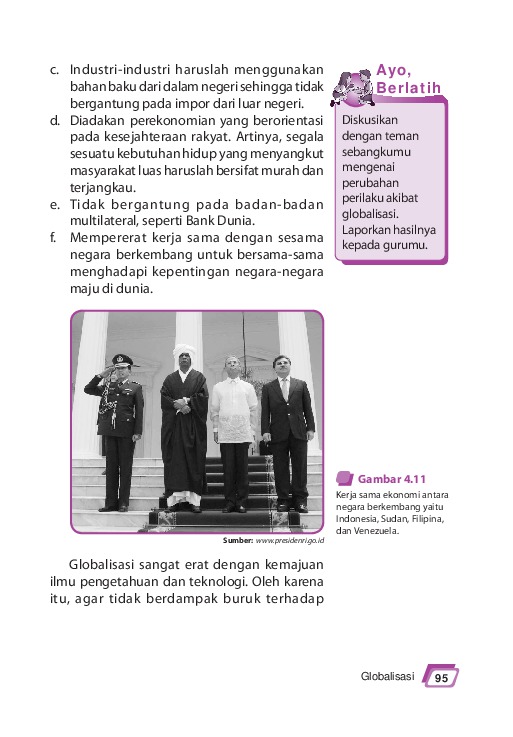 c. Industri-industri haruslah menggunakan
bahan baku dari dalam negeri sehingga tidak
bergantung pada impor dari luar negeri.
d. Diadakan perekonomian yang berorientasi
pada kesejahteraan rakyat. Artinya, segala
sesuatu kebutuhan hidup yang menyangkut
masyarakat luas haruslah bersifat murah dan
terjangkau.
e. Tidak bergantung pada badan-badan
multilateral, seperti Bank Dunia.
f. Mempererat kerja sama dengan sesama
negara berkembang untuk bersama-sama
menghadapi kepentingan negara-negara
maju di dunia.
Ayo,
Berlatih
Diskusikan
dengan teman
sebangkumu
mengenai
perubahan
perilaku akibat
globalisasi.
Laporkan hasilnya
kepada gurumu.
Sumber: www.presidenri.go.id
Gambar 4.11
Kerja sama ekonomi antara
negara berkembang yaitu
Indonesia, Sudan, Filipina,
dan Venezuela.
Globalisasi sangat erat dengan kemajuan
ilmu pengetahuan dan teknologi. Oleh karena
itu, agar tidak berdampak buruk terhadap
Globalisasi 95